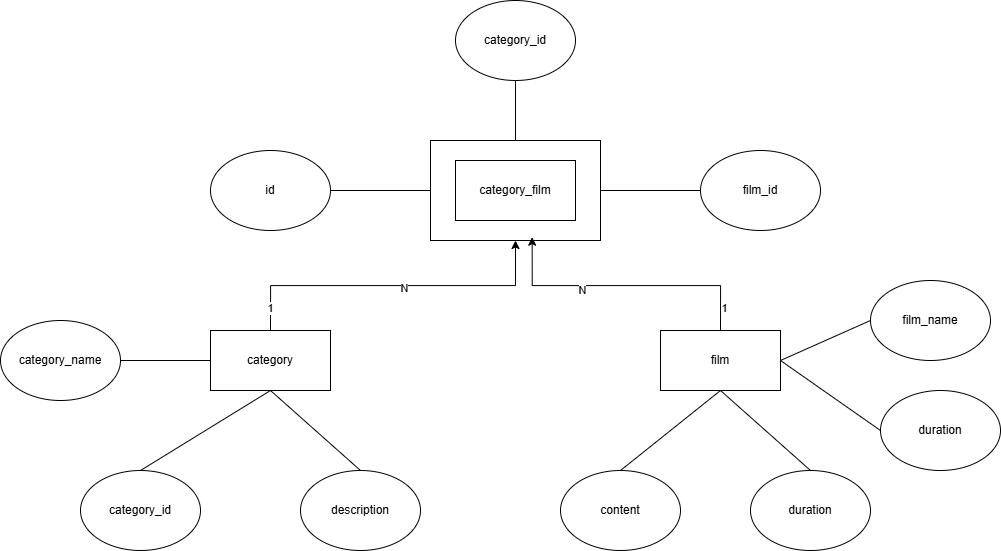 category_id
id
category_film
film_id
N
N
1
1
film_name
category_name
category
film
duration
category_id
description
content
duration